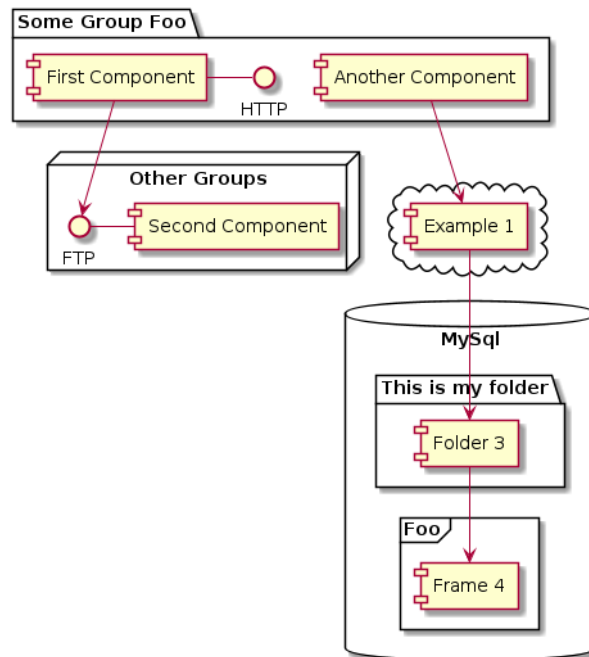 Some Group Foo
First Component
HTTP
Another Component
Other Groups
FTP
Second Component
Example 1
MySql
This is my folder
Folder 3
Foo
Frame 4